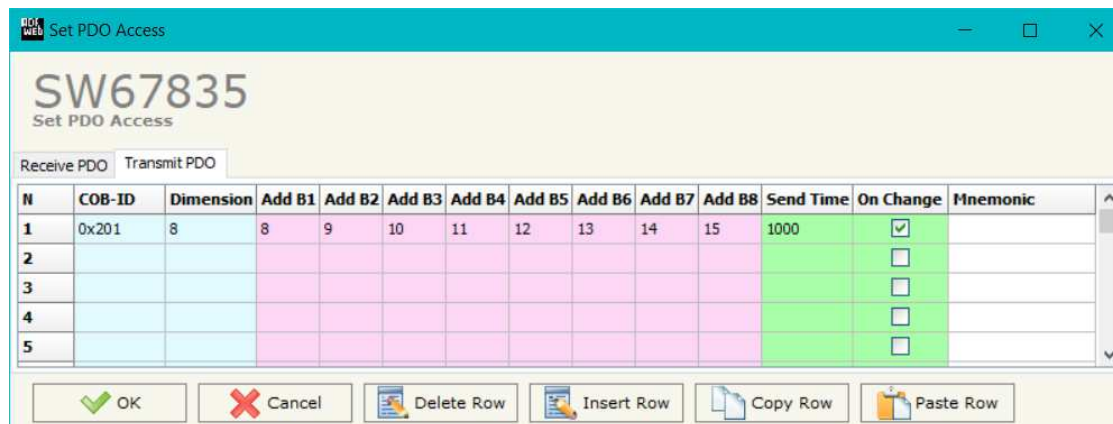 ADF WEB Set PDO Access
SW67835
Set PDO Access
Receive PDO Transmit PDO
N COB-ID Dimension Add B1 Add B2 Add B3 Add B4 Add B5 Add B6 Add B7 Add B8 Send Time On Change Mnemonic
1 0x201 8 8 9 10 11 12 13 14 15 1000
2
3
4
5
OK Cancel Delete Row Insert Row Copy Row Paste Row